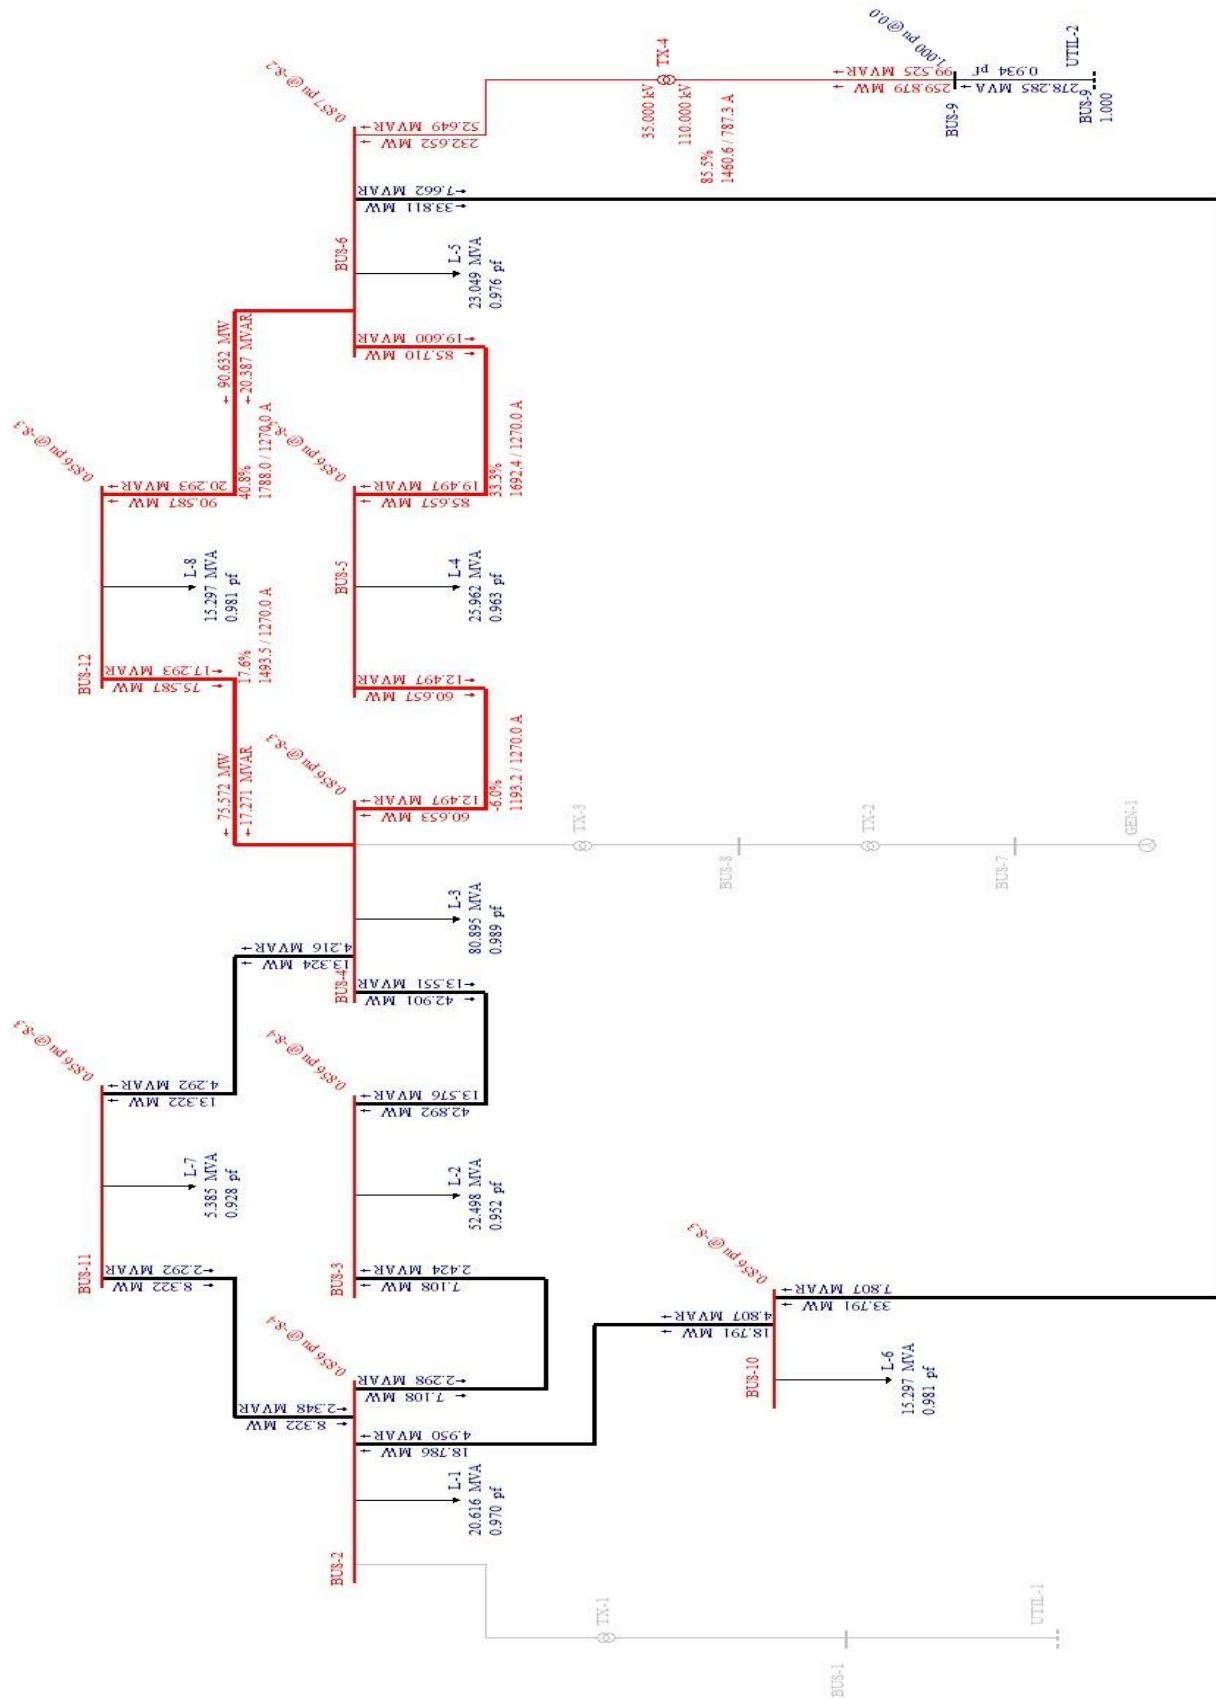 0.857 pu @-8.2
232.652 MW
52.649 MVAR
TX-4
35.000 kV
110.000 kV
85.5%
1460.6 / 787.3 A
259.879 MW
99.525 MVAR
1.000 pu @0.0
BUS-9
278.285 MVA
0.934 pf
UTIL-2
BUS-9
1.000
33.811 MW
7.662 MVAR
BUS-6
L-5
23.049 MVA
0.976 pf
85.710 MW
19.600 MVAR
90.632 MW
20.387 MVAR
0.856 pu @-8.3
90.587 MW
20.293 MVAR
40.8%
1788.0 / 1270.0 A
L-8
15.297 MVA
0.981 pf
BUS-12
75.587 MW
17.293 MVAR
17.6%
1493.5 / 1270.0 A
75.572 MW
17.271 MVAR
0.856 pu @-8.3
85.657 MW
19.497 MVAR
33.3%
1692.4 / 1270.0 A
BUS-5
L-4
25.962 MVA
0.963 pf
60.657 MW
12.497 MVAR
0.856 pu @-8.3
60.653 MW
12.497 MVAR
-6.0%
1193.2 / 1270.0 A
TX-3
BUS-8
TX-2
BUS-7
GEN-1
L-3
80.895 MVA
0.989 pf
13.324 MW
4.216 MVAR
BUS-4
42.901 MW
13.551 MVAR
0.856 pu @-8.3
13.322 MW
4.292 MVAR
L-7
5.385 MVA
0.928 pf
BUS-11
8.322 MW
2.292 MVAR
0.856 pu @-8.4
42.892 MW
13.576 MVAR
L-2
52.498 MVA
0.952 pf
BUS-3
7.108 MW
2.424 MVAR
0.856 pu @-8.4
7.108 MW
2.298 MVAR
8.322 MW
2.348 MVAR
18.786 MW
4.950 MVAR
L-1
20.616 MVA
0.970 pf
BUS-2
0.856 pu @-8.3
33.791 MW
7.807 MVAR
18.791 MW
4.807 MVAR
BUS-10
L-6
15.297 MVA
0.981 pf
TX-1
BUS-1
UTIL-1